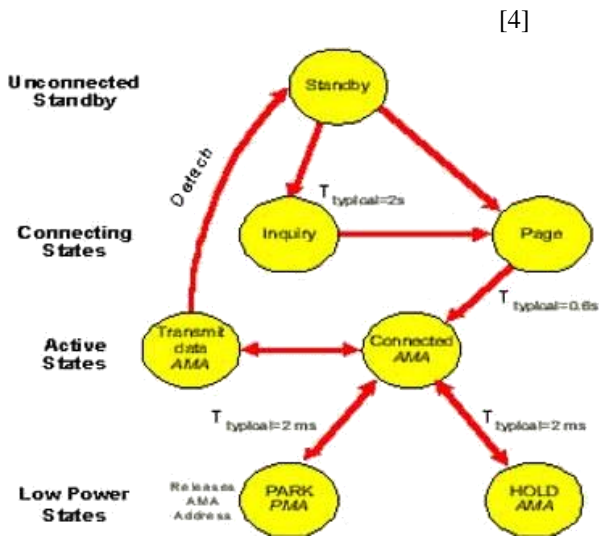 [4]
Unconnected
Standby
Standby
Detach
T typical=2s
Connecting
States
Inquiry
Page
T typical=0.6s
Active
States
Transmit
data
AMA
Connected
AMA
T typical=2 ms
T typical=2 ms
Low Power
States
Releases
AMA
Address
PARK
PMA
HOLD
AMA